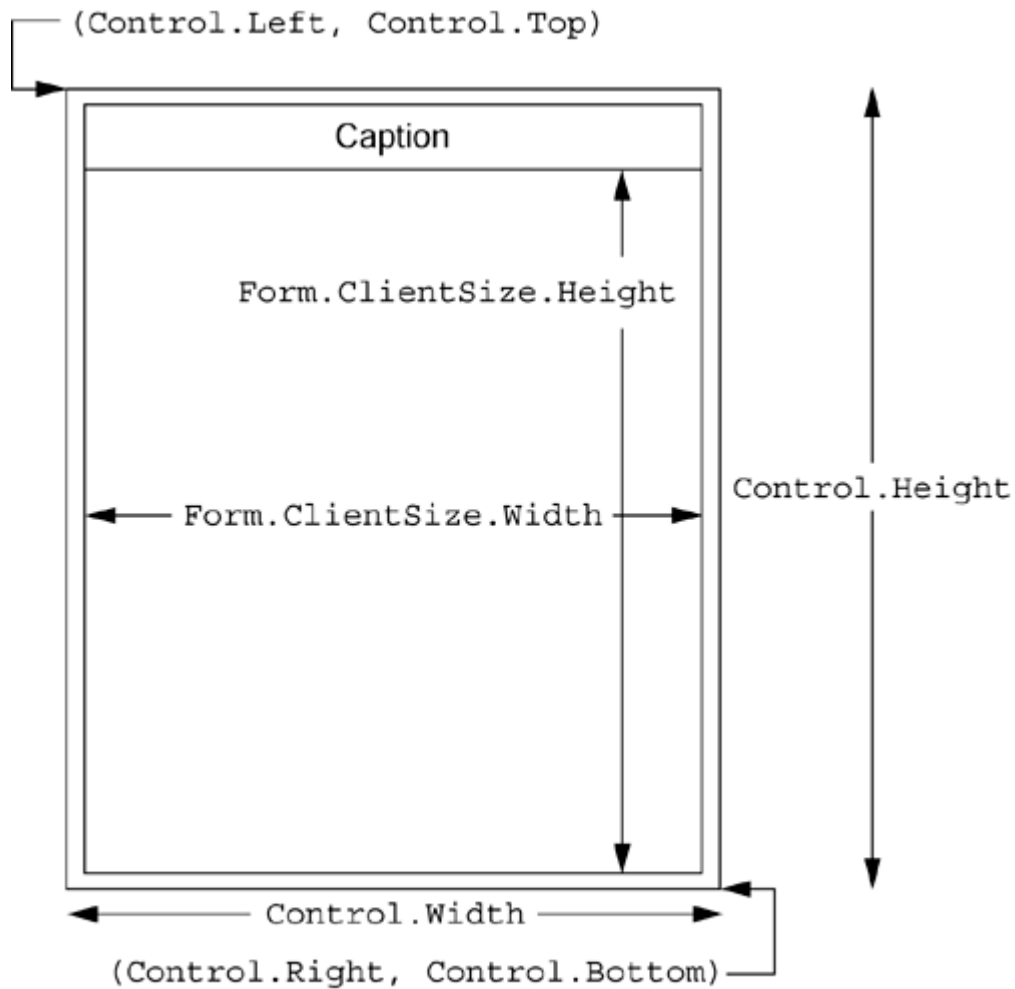 (Control.Left, Control.Top)
Caption
Form.ClientSize.Height
Control.Height
Form.ClientSize.Width
Control.Width
(Control.Right, Control.Bottom)